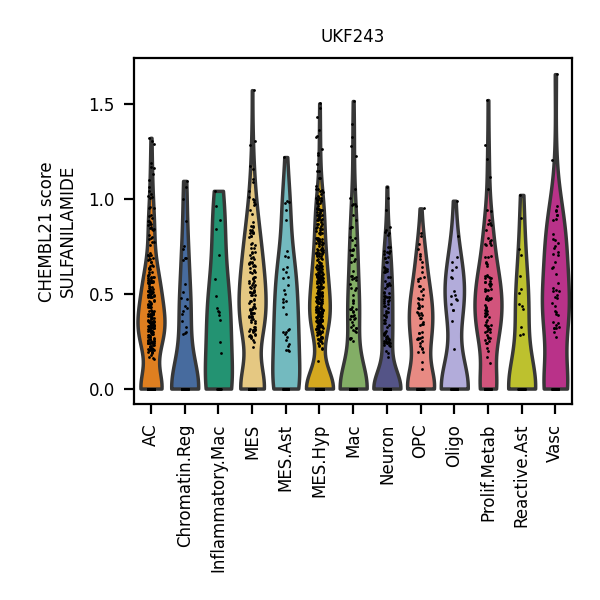 UKF243
CHEMBL21 score
SULFANILAMIDE
1.5
1.0
0.5
0.0
AC
Chromatin.Reg
Inflammatory.Mac
MES
MES.Ast
MES.Hyp
Mac
Neuron
OPC
Oligo
Prolif.Metab
Reactive.Ast
Vasc